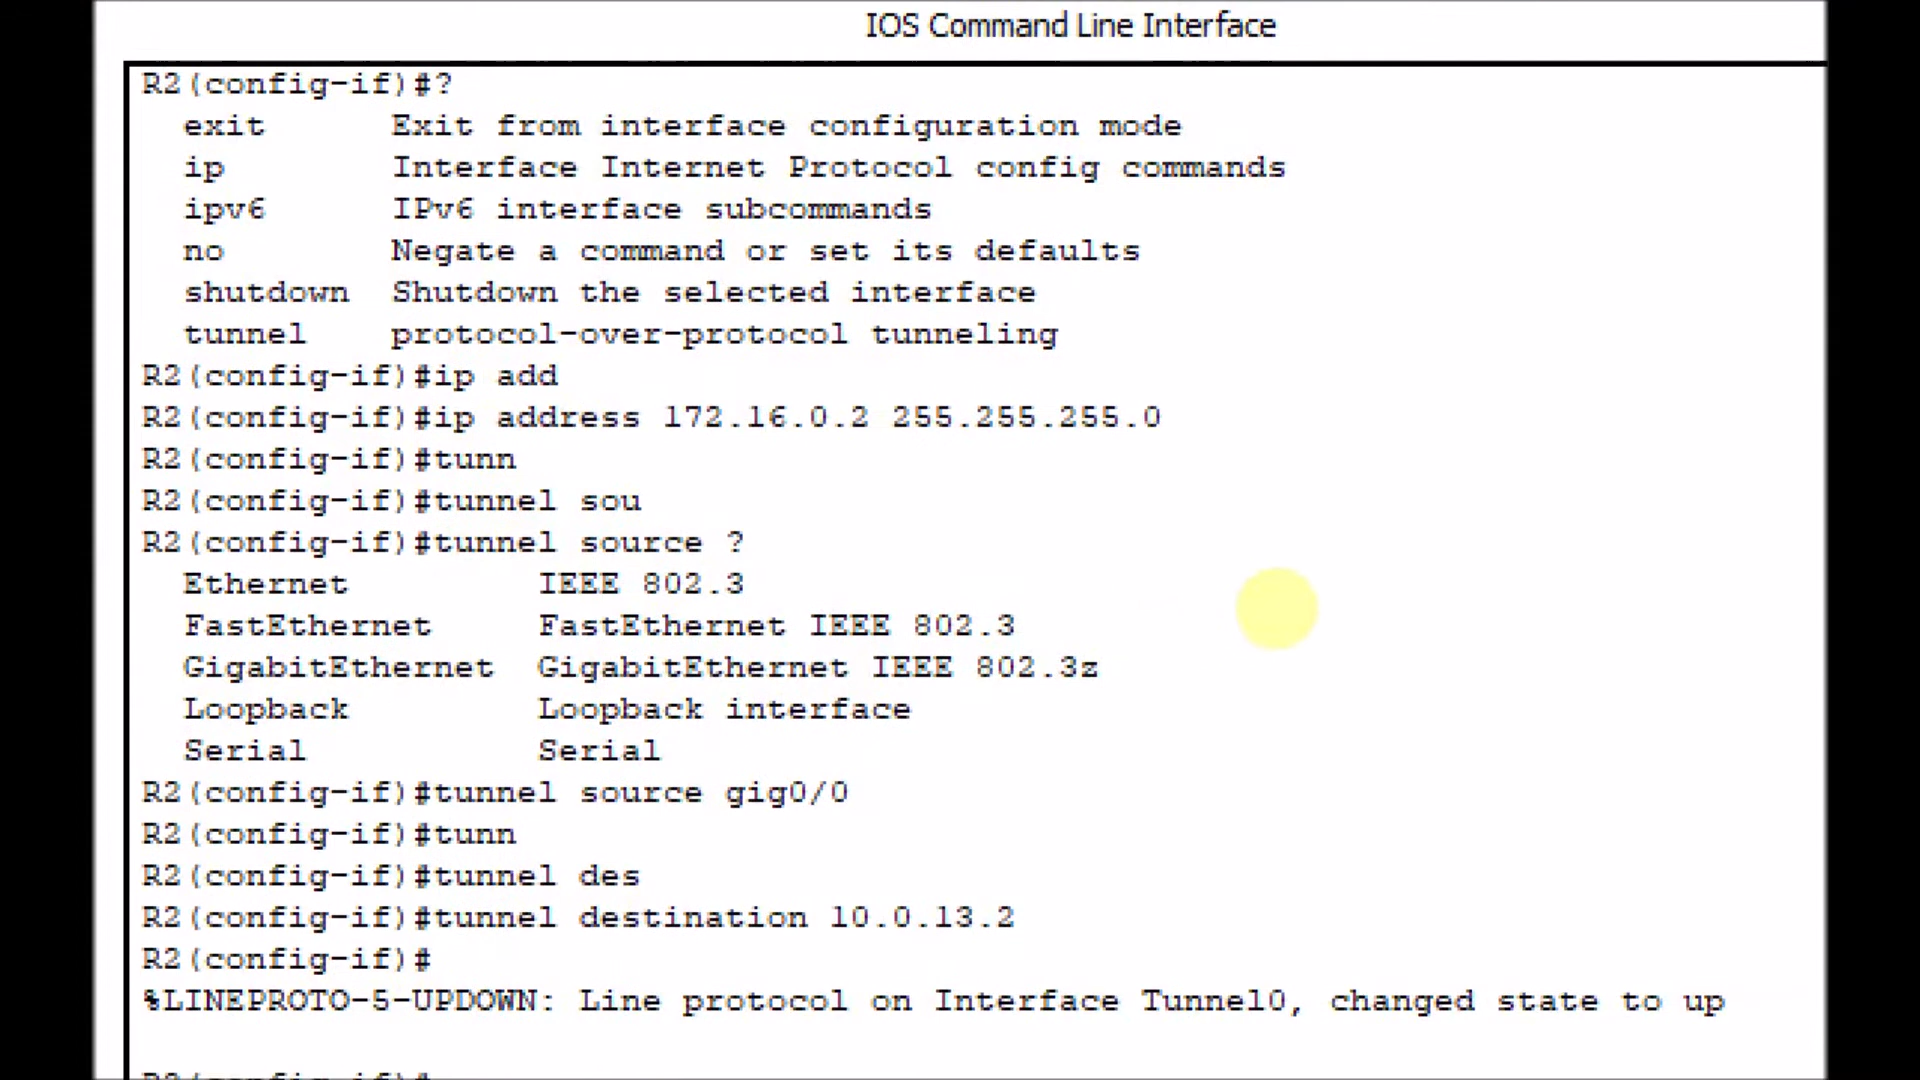 IOS Command Line Interface
R2(config-if)#?
exit Exit from interface configuration mode
ip Interface Internet Protocol config commands
ipv6 IPv6 interface subcommands
no Negate a command or set its defaults
shutdown Shutdown the selected interface
tunnel protocol-over-protocol tunneling
R2(config-if)#ip add
R2(config-if)#ip address 172.16.0.2 255.255.255.0
R2(config-if)#tunn
R2(config-if)#tunnel sou
R2(config-if)#tunnel source ?
Ethernet IEEE 802.3
FastEthernet FastEthernet IEEE 802.3
GigabitEthernet GigabitEthernet IEEE 802.3z
Loopback Loopback interface
Serial Serial
R2(config-if)#tunnel source gig0/0
R2(config-if)#tunn
R2(config-if)#tunnel des
R2(config-if)#tunnel destination 10.0.13.2
R2(config-if)#
%LINEPROTO-5-UPDOWN: Line protocol on Interface Tunnel0, changed state to up
R2(config-if)#